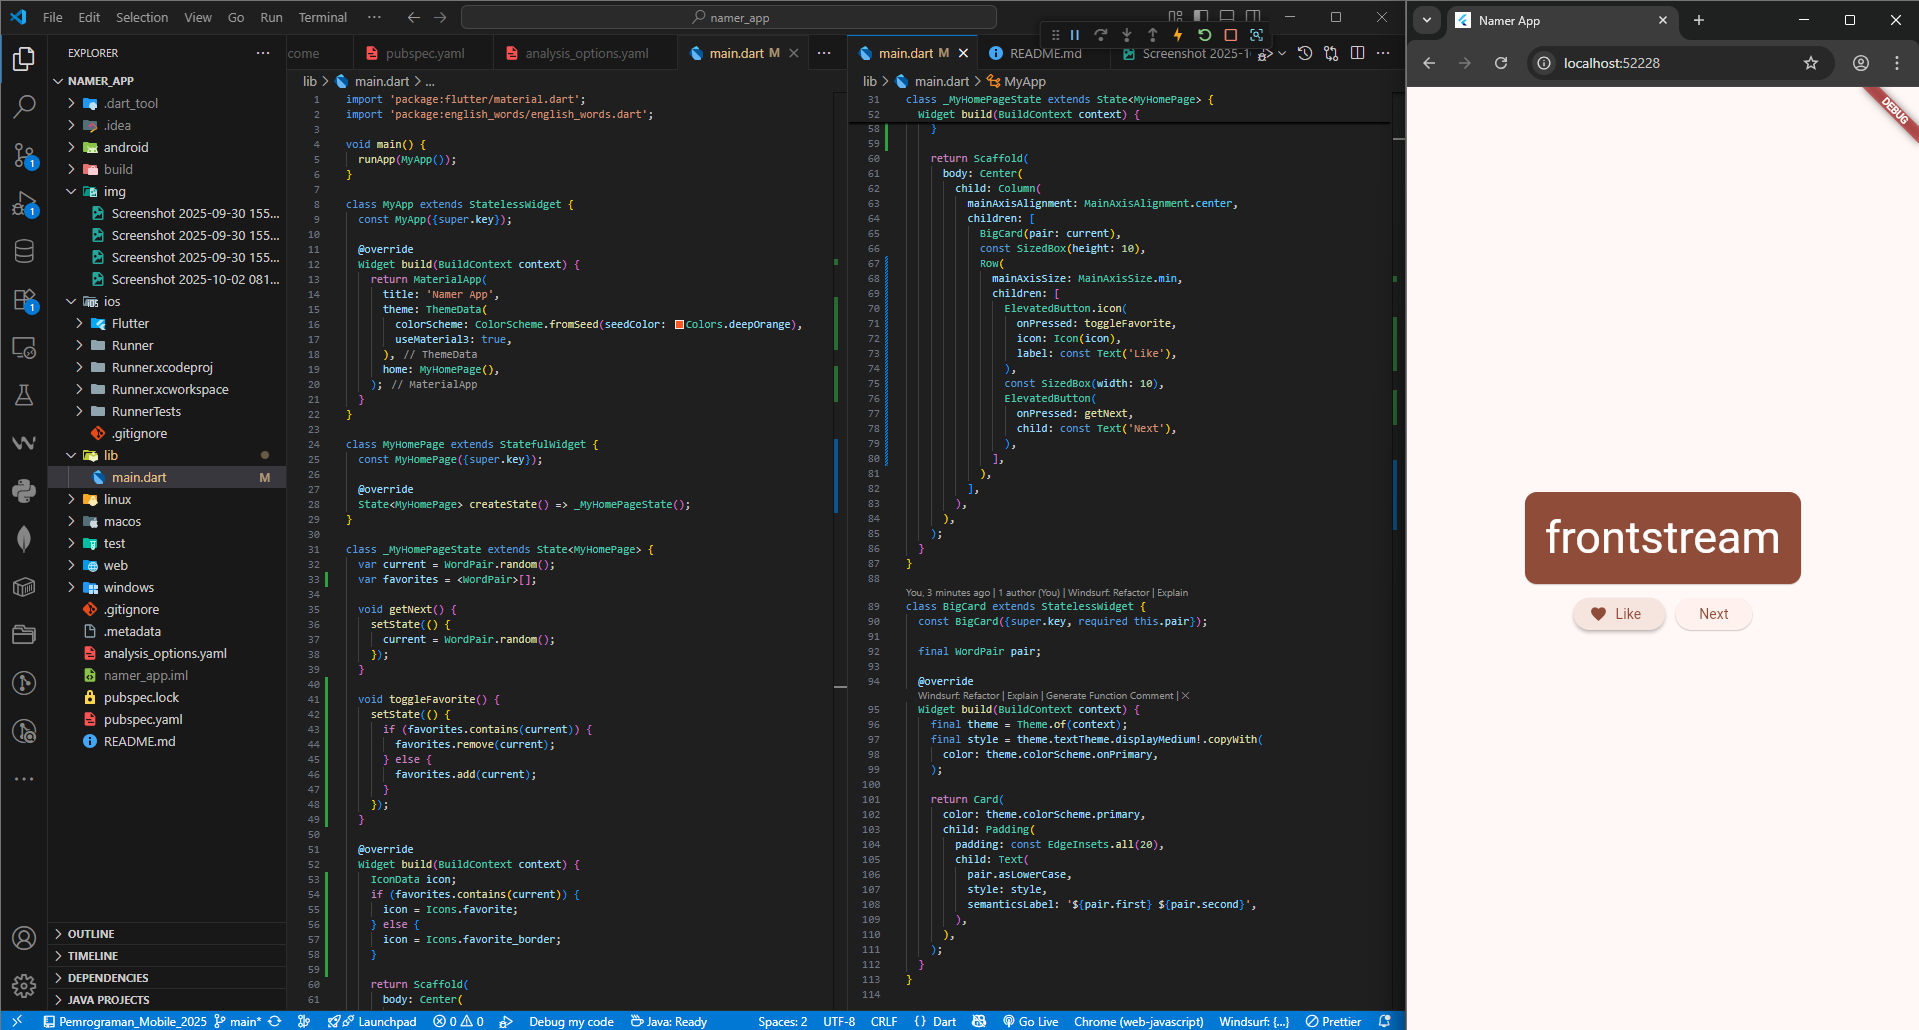 File Edit Selection View Go Run Terminal ··· namer_app
EXPLORER
NAMER_APP
.dart_tool
.idea
android
build
img
Screenshot 2025-09-30 155...
Screenshot 2025-09-30 155...
Screenshot 2025-09-30 155...
Screenshot 2025-10-02 081...
ios
Flutter
Runner
Runner.xcodeproj
Runner.xcworkspace
RunnerTests
.gitignore
lib
main.dart M
linux
macos
test
web
windows
.gitignore
.metadata
analysis_options.yaml
namer_app.iml
pubspec.lock
pubspec.yaml
README.md
OUTLINE
TIMELINE
DEPENDENCIES
JAVA PROJECTS
come pubspec.yaml analysis_options.yaml main.dart M
lib > main.dart > ...
1 import 'package:flutter/material.dart';
2 import 'package:english_words/english_words.dart';
3
4 void main() {
5 runApp(MyApp());
6 }
7
8 class MyApp extends StatelessWidget {
9 const MyApp({super.key});
10
11 @override
12 Widget build(BuildContext context) {
13 return MaterialApp(
14 title: 'Namer App',
15 theme: ThemeData(
16 colorScheme: ColorScheme.fromSeed(seedColor: Colors.deepOrange),
17 useMaterial3: true,
18 ), // ThemeData
19 home: MyHomePage(),
20 ); // MaterialApp
21 }
22 }
23
24 class MyHomePage extends StatefulWidget {
25 const MyHomePage({super.key});
26
27 @override
28 State<MyHomePage> createState() => _MyHomePageState();
29 }
30
31 class _MyHomePageState extends State<MyHomePage> {
32 var current = WordPair.random();
33 var favorites = <WordPair>[];
34
35 void getNext() {
36 setState(() {
37 current = WordPair.random();
38 });
39 }
40
41 void toggleFavorite() {
42 setState(() {
43 if (favorites.contains(current)) {
44 favorites.remove(current);
45 } else {
46 favorites.add(current);
47 }
48 });
49 }
50
51 @override
52 Widget build(BuildContext context) {
53 IconData icon;
54 if (favorites.contains(current)) {
55 icon = Icons.favorite;
56 } else {
57 icon = Icons.favorite_border;
58 }
59
60 return Scaffold(
61 body: Center(
main.dart M README.md Screenshot 2025-1
lib > main.dart > MyApp
31 class _MyHomePageState extends State<MyHomePage> {
52 Widget build(BuildContext context) {
58 }
59
60 return Scaffold(
61 body: Center(
62 child: Column(
63 mainAxisAlignment: MainAxisAlignment.center,
64 children: [
65 BigCard(pair: current),
66 const SizedBox(height: 10),
67 Row(
68 mainAxisSize: MainAxisSize.min,
69 children: [
70 ElevatedButton.icon(
71 onPressed: toggleFavorite,
72 icon: Icon(icon),
73 label: const Text('Like'),
74 ),
75 const SizedBox(width: 10),
76 ElevatedButton(
77 onPressed: getNext,
78 child: const Text('Next'),
79 ),
80 ],
81 ),
82 ],
83 ),
84 ),
85 );
86 }
87 }
88
You, 3 minutes ago | 1 author (You) | Windsurf: Refactor | Explain
89 class BigCard extends StatelessWidget {
90 const BigCard({super.key, required this.pair});
91
92 final WordPair pair;
93
94 @override
Windsurf: Refactor | Explain | Generate Function Comment | ×
95 Widget build(BuildContext context) {
96 final theme = Theme.of(context);
97 final style = theme.textTheme.displayMedium!.copyWith(
98 color: theme.colorScheme.onPrimary,
99 );
100
101 return Card(
102 color: theme.colorScheme.primary,
103 child: Padding(
104 padding: const EdgeInsets.all(20),
105 child: Text(
106 pair.asLowerCase,
107 style: style,
108 semanticsLabel: '${pair.first} ${pair.second}',
109 ),
110 ),
111 );
112 }
113 }
114
Pemrograman_Mobile_2025 main* Launchpad 0 0 Debug my code Java: Ready Spaces: 2 UTF-8 CRLF {} Dart Go Live Chrome (web-javascript) Windsurf: {...} Prettier
Namer App
localhost:52228
DEBUG
frontstream
Like Next